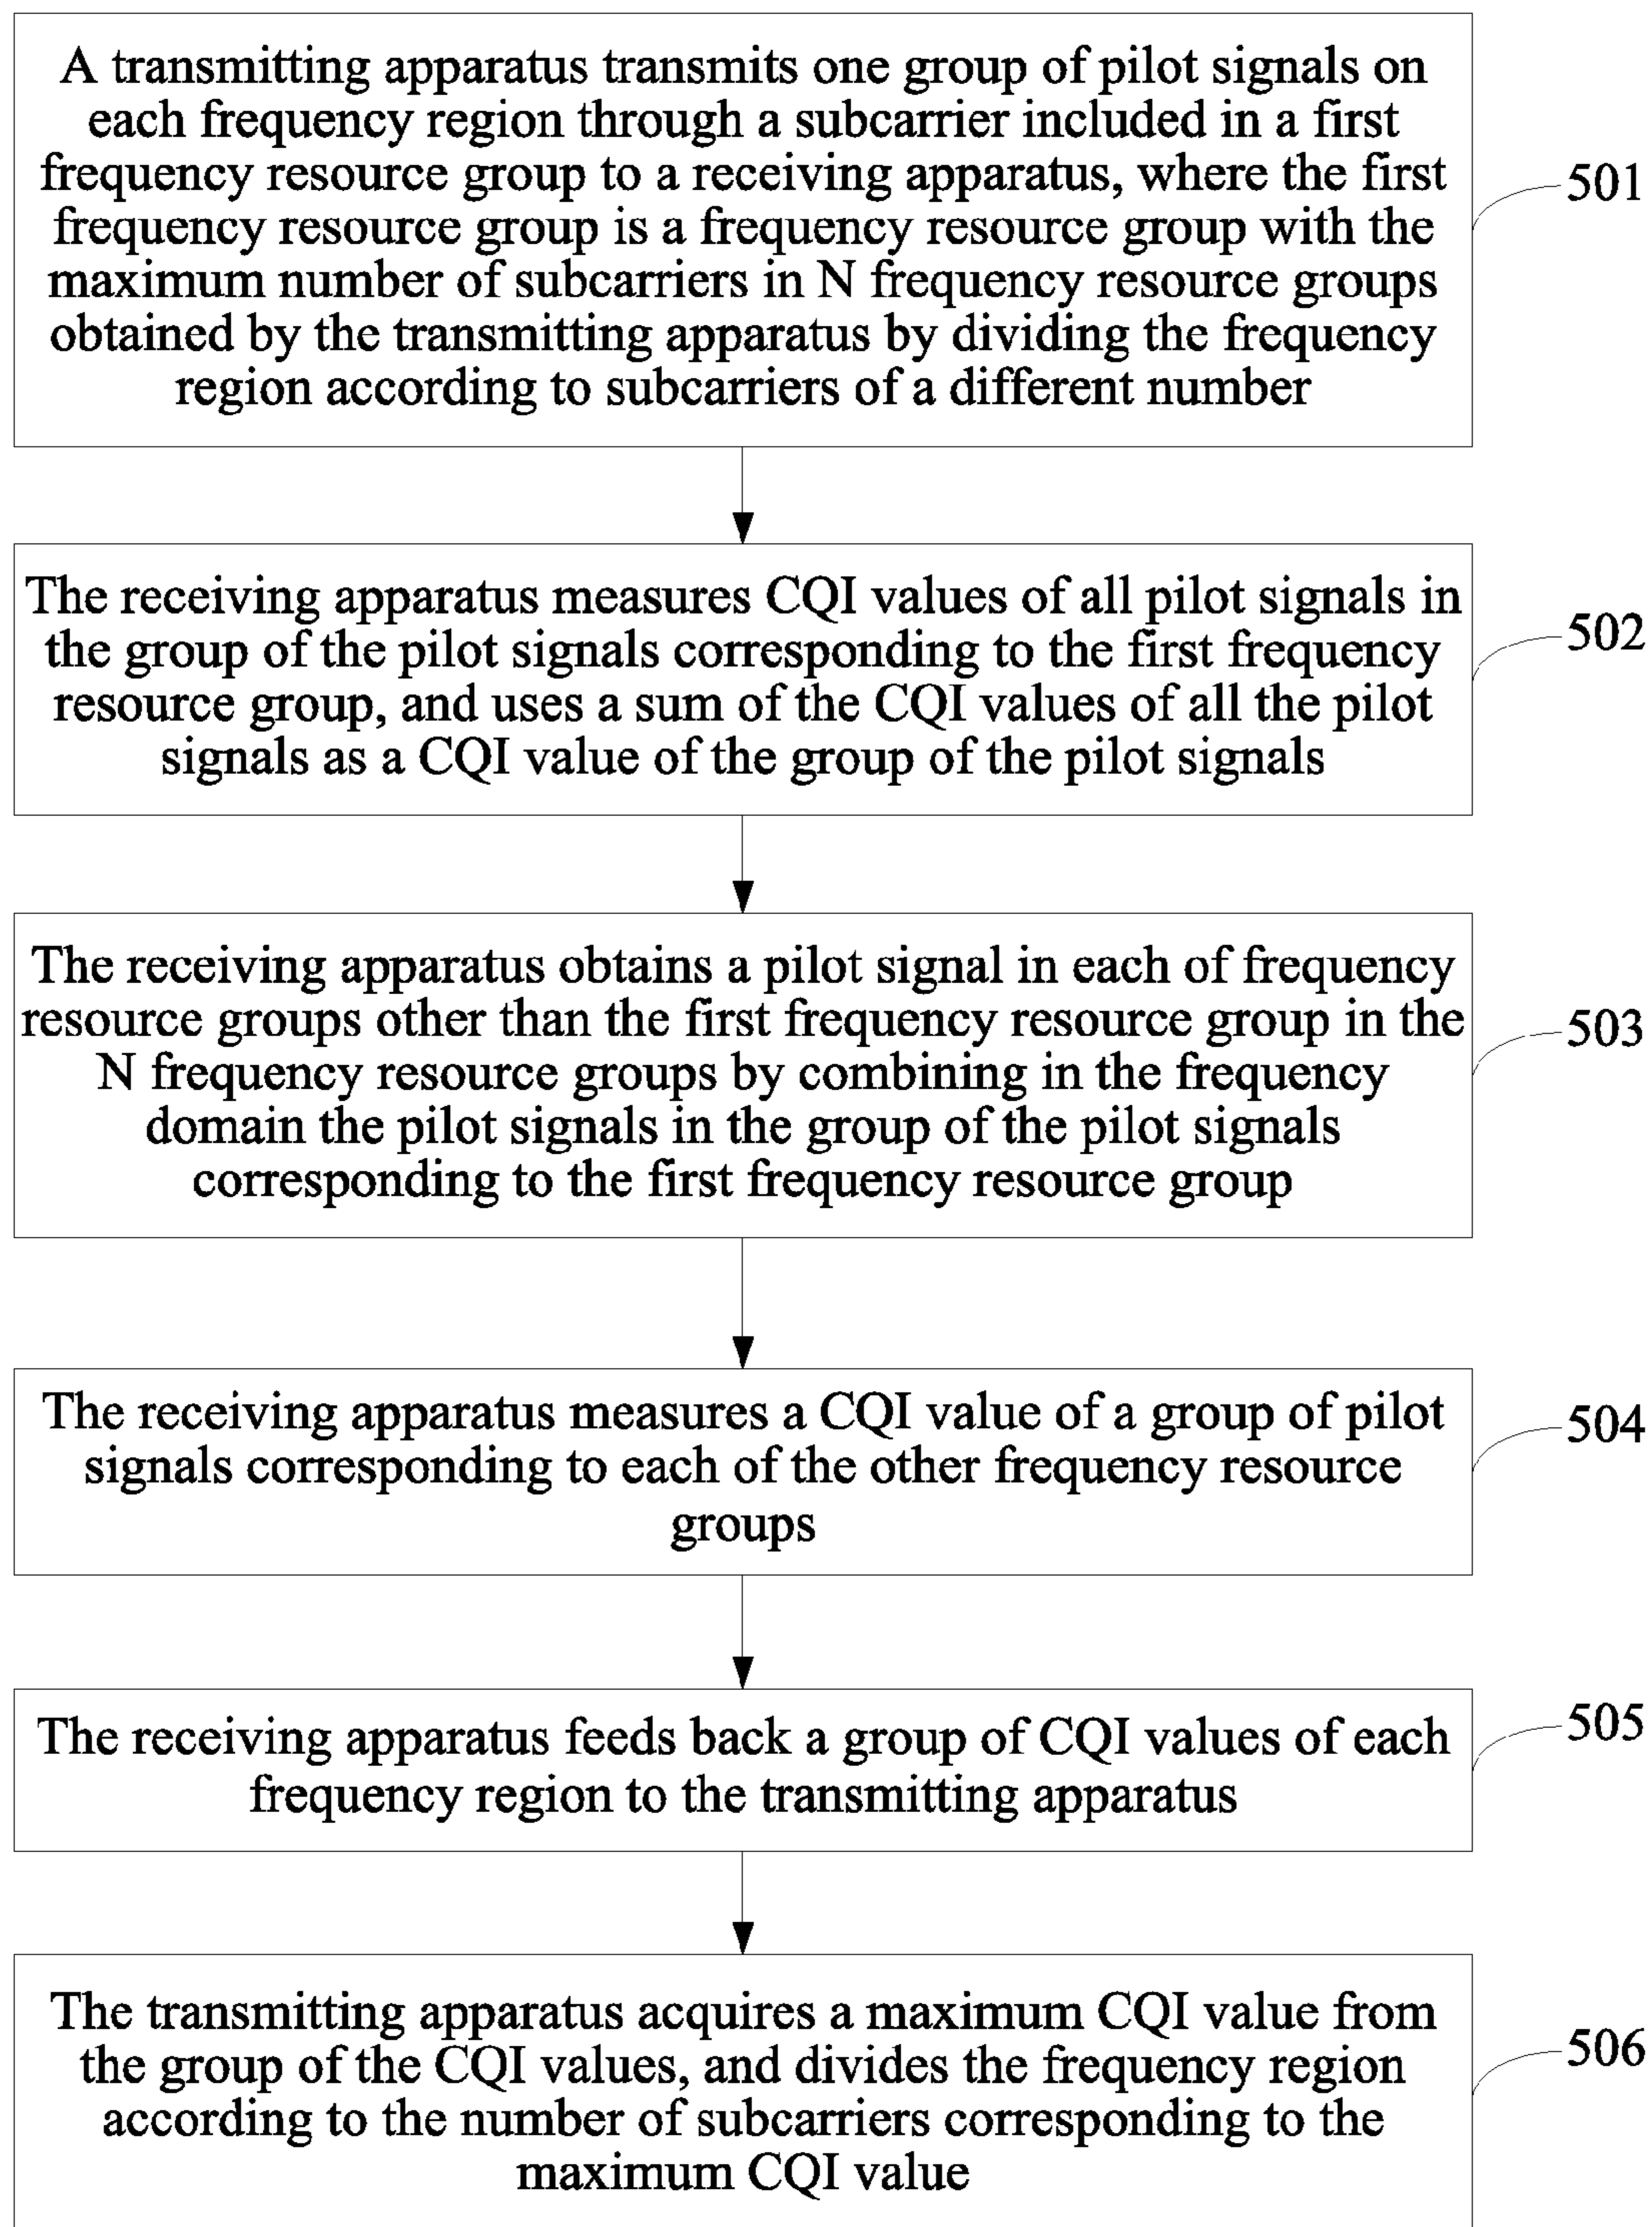 A transmitting apparatus transmits one group of pilot signals on
each frequency region through a subcarrier included in a first
frequency resource group to a receiving apparatus, where the first
frequency resource group is a frequency resource group with the
maximum number of subcarriers in N frequency resource groups
obtained by the transmitting apparatus by dividing the frequency
region according to subcarriers of a different number
501
The receiving apparatus measures CQI values of all pilot signals in
the group of the pilot signals corresponding to the first frequency
resource group, and uses a sum of the CQI values of all the pilot
signals as a CQI value of the group of the pilot signals
502
The receiving apparatus obtains a pilot signal in each of frequency
resource groups other than the first frequency resource group in the
N frequency resource groups by combining in the frequency
domain the pilot signals in the group of the pilot signals
corresponding to the first frequency resource group
503
The receiving apparatus measures a CQI value of a group of pilot
signals corresponding to each of the other frequency resource
groups
504
The receiving apparatus feeds back a group of CQI values of each
frequency region to the transmitting apparatus
505
The transmitting apparatus acquires a maximum CQI value from
the group of the CQI values, and divides the frequency region
according to the number of subcarriers corresponding to the
maximum CQI value
506